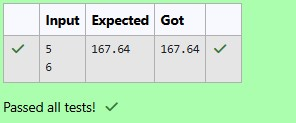 Input Expected Got
5 167.64 167.64
6
Passed all tests!